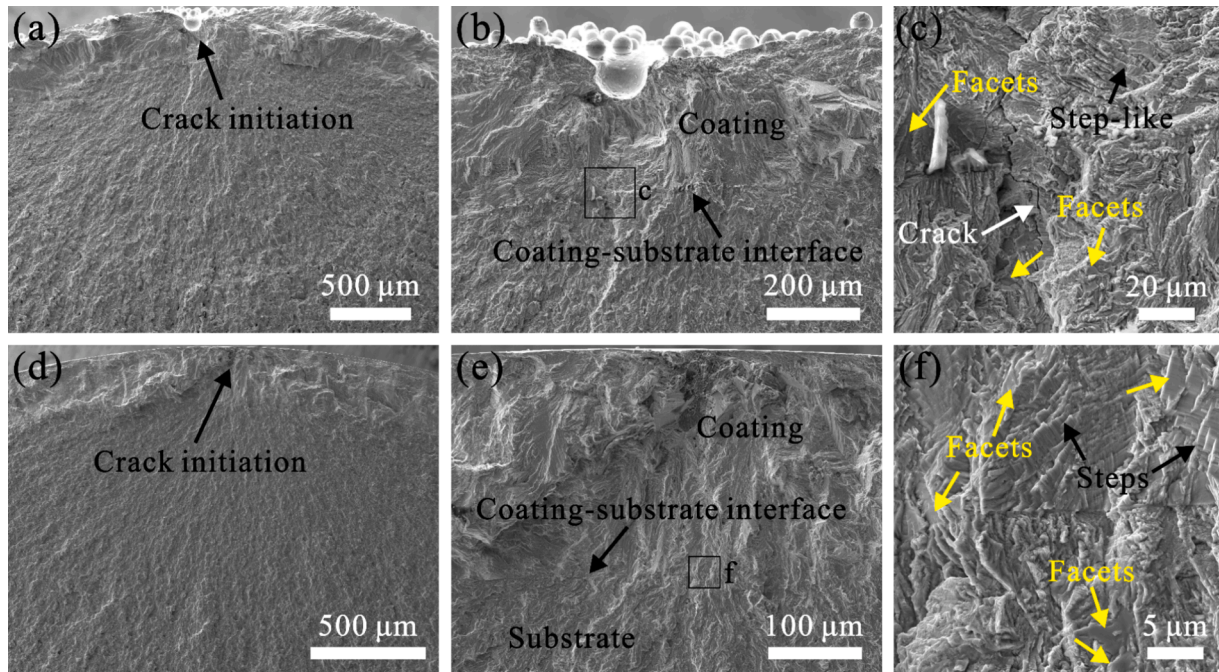 (a)
Crack initiation
500 μm
(b)
Coating
c
Coating-substrate interface
200 μm
(c)
Facets
Step-like
Facets
Crack
20 μm
(d)
Crack initiation
500 μm
(e)
Coating
Coating-substrate interface
f
Substrate
100 μm
(f)
Facets
Steps
Facets
5 μm